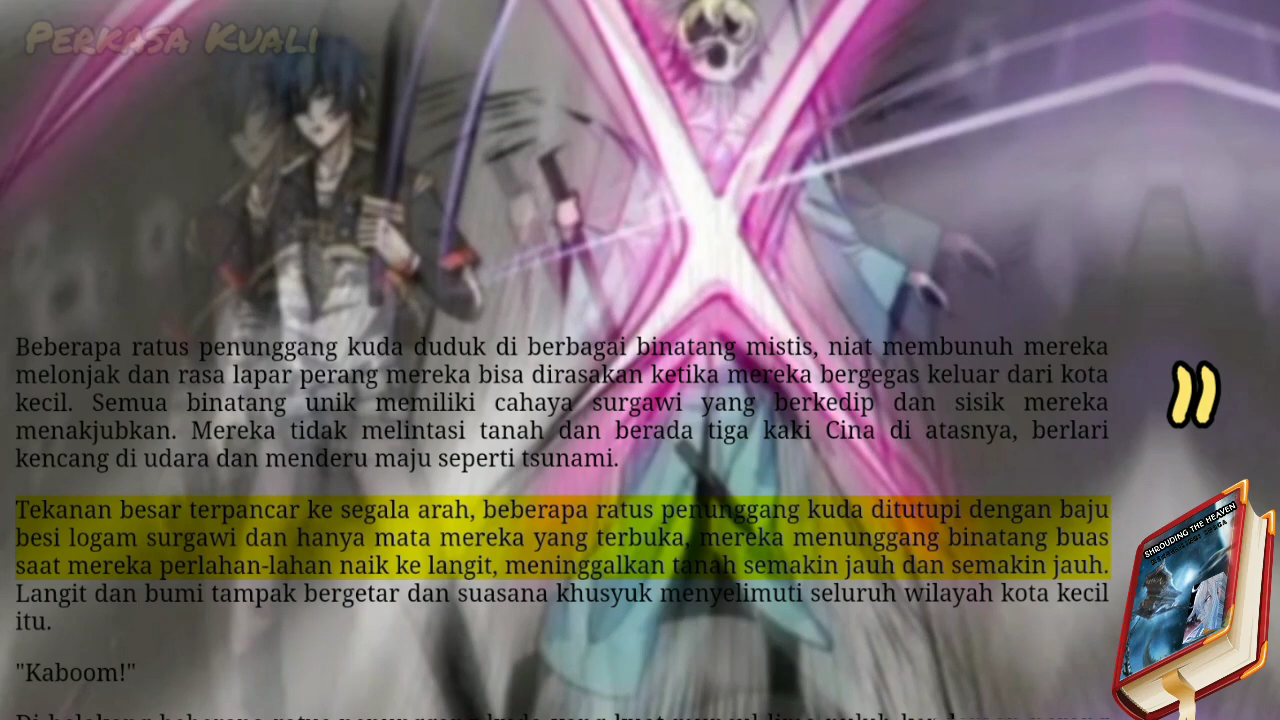 Perkasa Kuali
Beberapa ratus penunggang kuda duduk di berbagai binatang mistis, niat membunuh mereka
melonjak dan rasa lapar perang mereka bisa dirasakan ketika mereka bergegas keluar dari kota
kecil. Semua binatang unik memiliki cahaya surgawi yang berkedip dan sisik mereka
menakjubkan. Mereka tidak melintasi tanah dan berada tiga kaki Cina di atasnya, berlari
kencang di udara dan menderu maju seperti tsunami.
Tekanan besar terpancar ke segala arah, beberapa ratus penunggang kuda ditutupi dengan baju
besi logam surgawi dan hanya mata mereka yang terbuka, mereka menunggang binatang buas
saat mereka perlahan-lahan naik ke langit, meninggalkan tanah semakin jauh dan semakin jauh.
Langit dan bumi tampak bergetar dan suasana khusyuk menyelimuti seluruh wilayah kota kecil
itu.
"Kaboom!"
SHROUDING THE HEAVEN